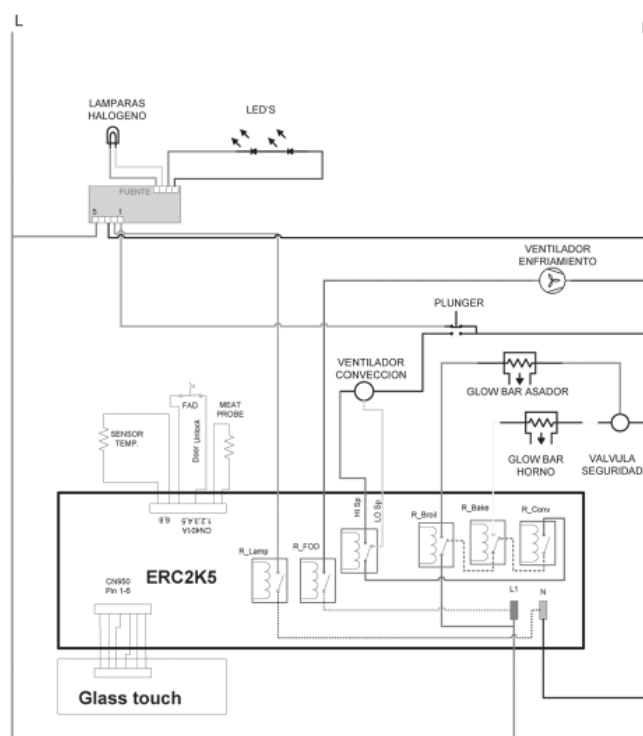 L
LAMPARAS
HALOGENO
LED'S
FUENTE
5
1
VENTILADOR
ENFRIAMIENTO
PLUNGER
VENTILADOR
CONVECCION
GLOW BAR ASADOR
GLOW BAR
HORNO
VALVULA
SEGURIDAD
FAD
MEAT
PROBE
SENSOR
TEMP.
Door Unlock
6,8
CN401A
1,2,3,4,5
HI Sp
LO Sp
R_Lamp
R_FOD
R_Broil
R_Bake
R_Conv
ERC2K5
CN950
Pin 1-6
L1
N
Glass touch